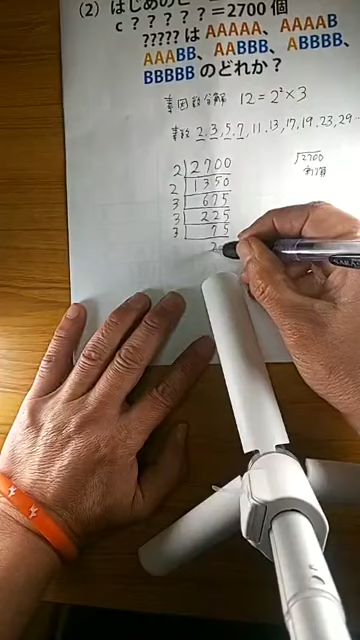 (2) はじめの
c?????=2700 個
?????は AAAAA、AAAAB
AAABB、AABBB、ABBBB、
BBBBB のどれか?
素因数分解 12=2²×3
素数 2,3,5,7,11.13,17,19.23,29…
2 2700
√2700
2 1350
3 675
3 225
3 75
2